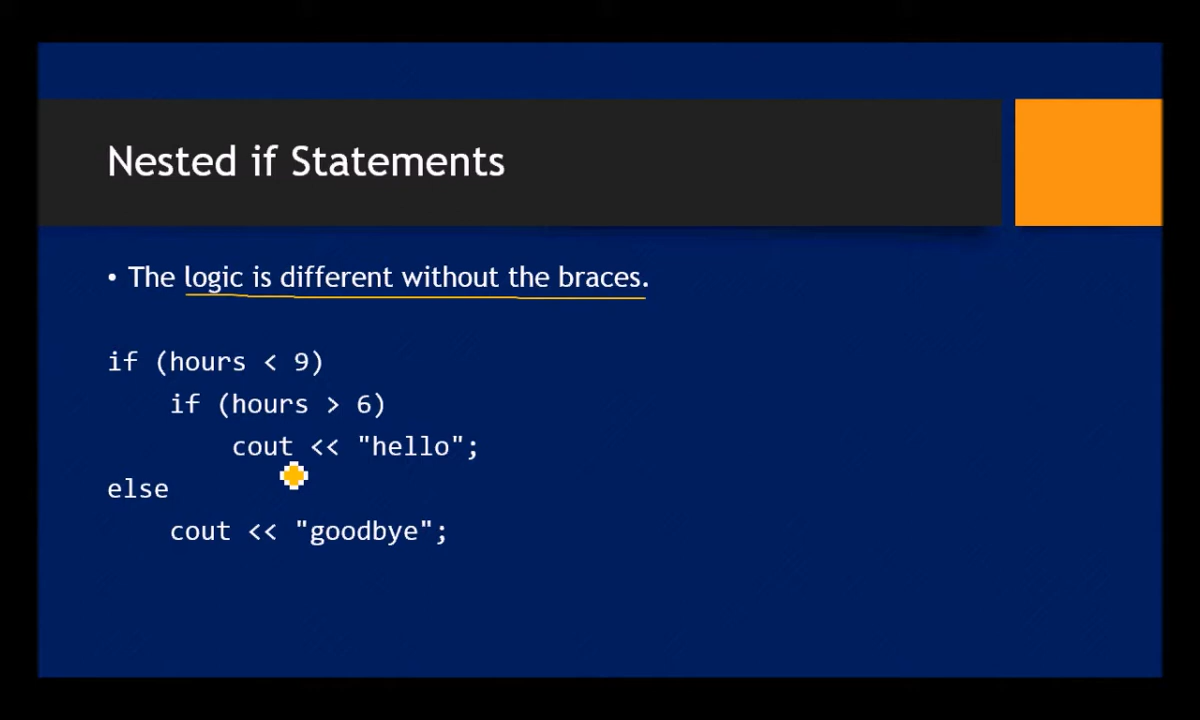 Nested if Statements
• The logic is different without the braces.
if (hours < 9)
    if (hours > 6)
        cout << "hello";
else
    cout << "goodbye";